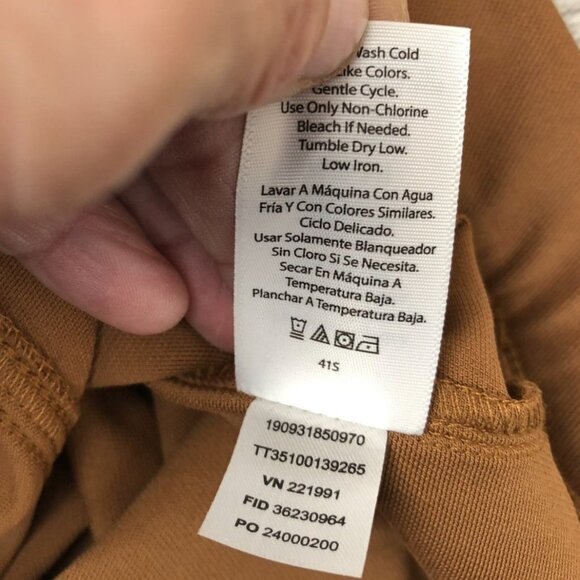 Wash Cold
Like Colors.
Gentle Cycle.
Use Only Non-Chlorine
Bleach If Needed.
Tumble Dry Low.
Low Iron.
Lavar A Máquina Con Agua
Fría Y Con Colores Similares.
Ciclo Delicado.
Usar Solamente Blanqueador
Sin Cloro Si Se Necesita.
Secar En Máquina A
Temperatura Baja.
Planchar A Temperatura Baja.
41S
190931850970
TT35100139265
VN 221991
FID 36230964
PO 24000200